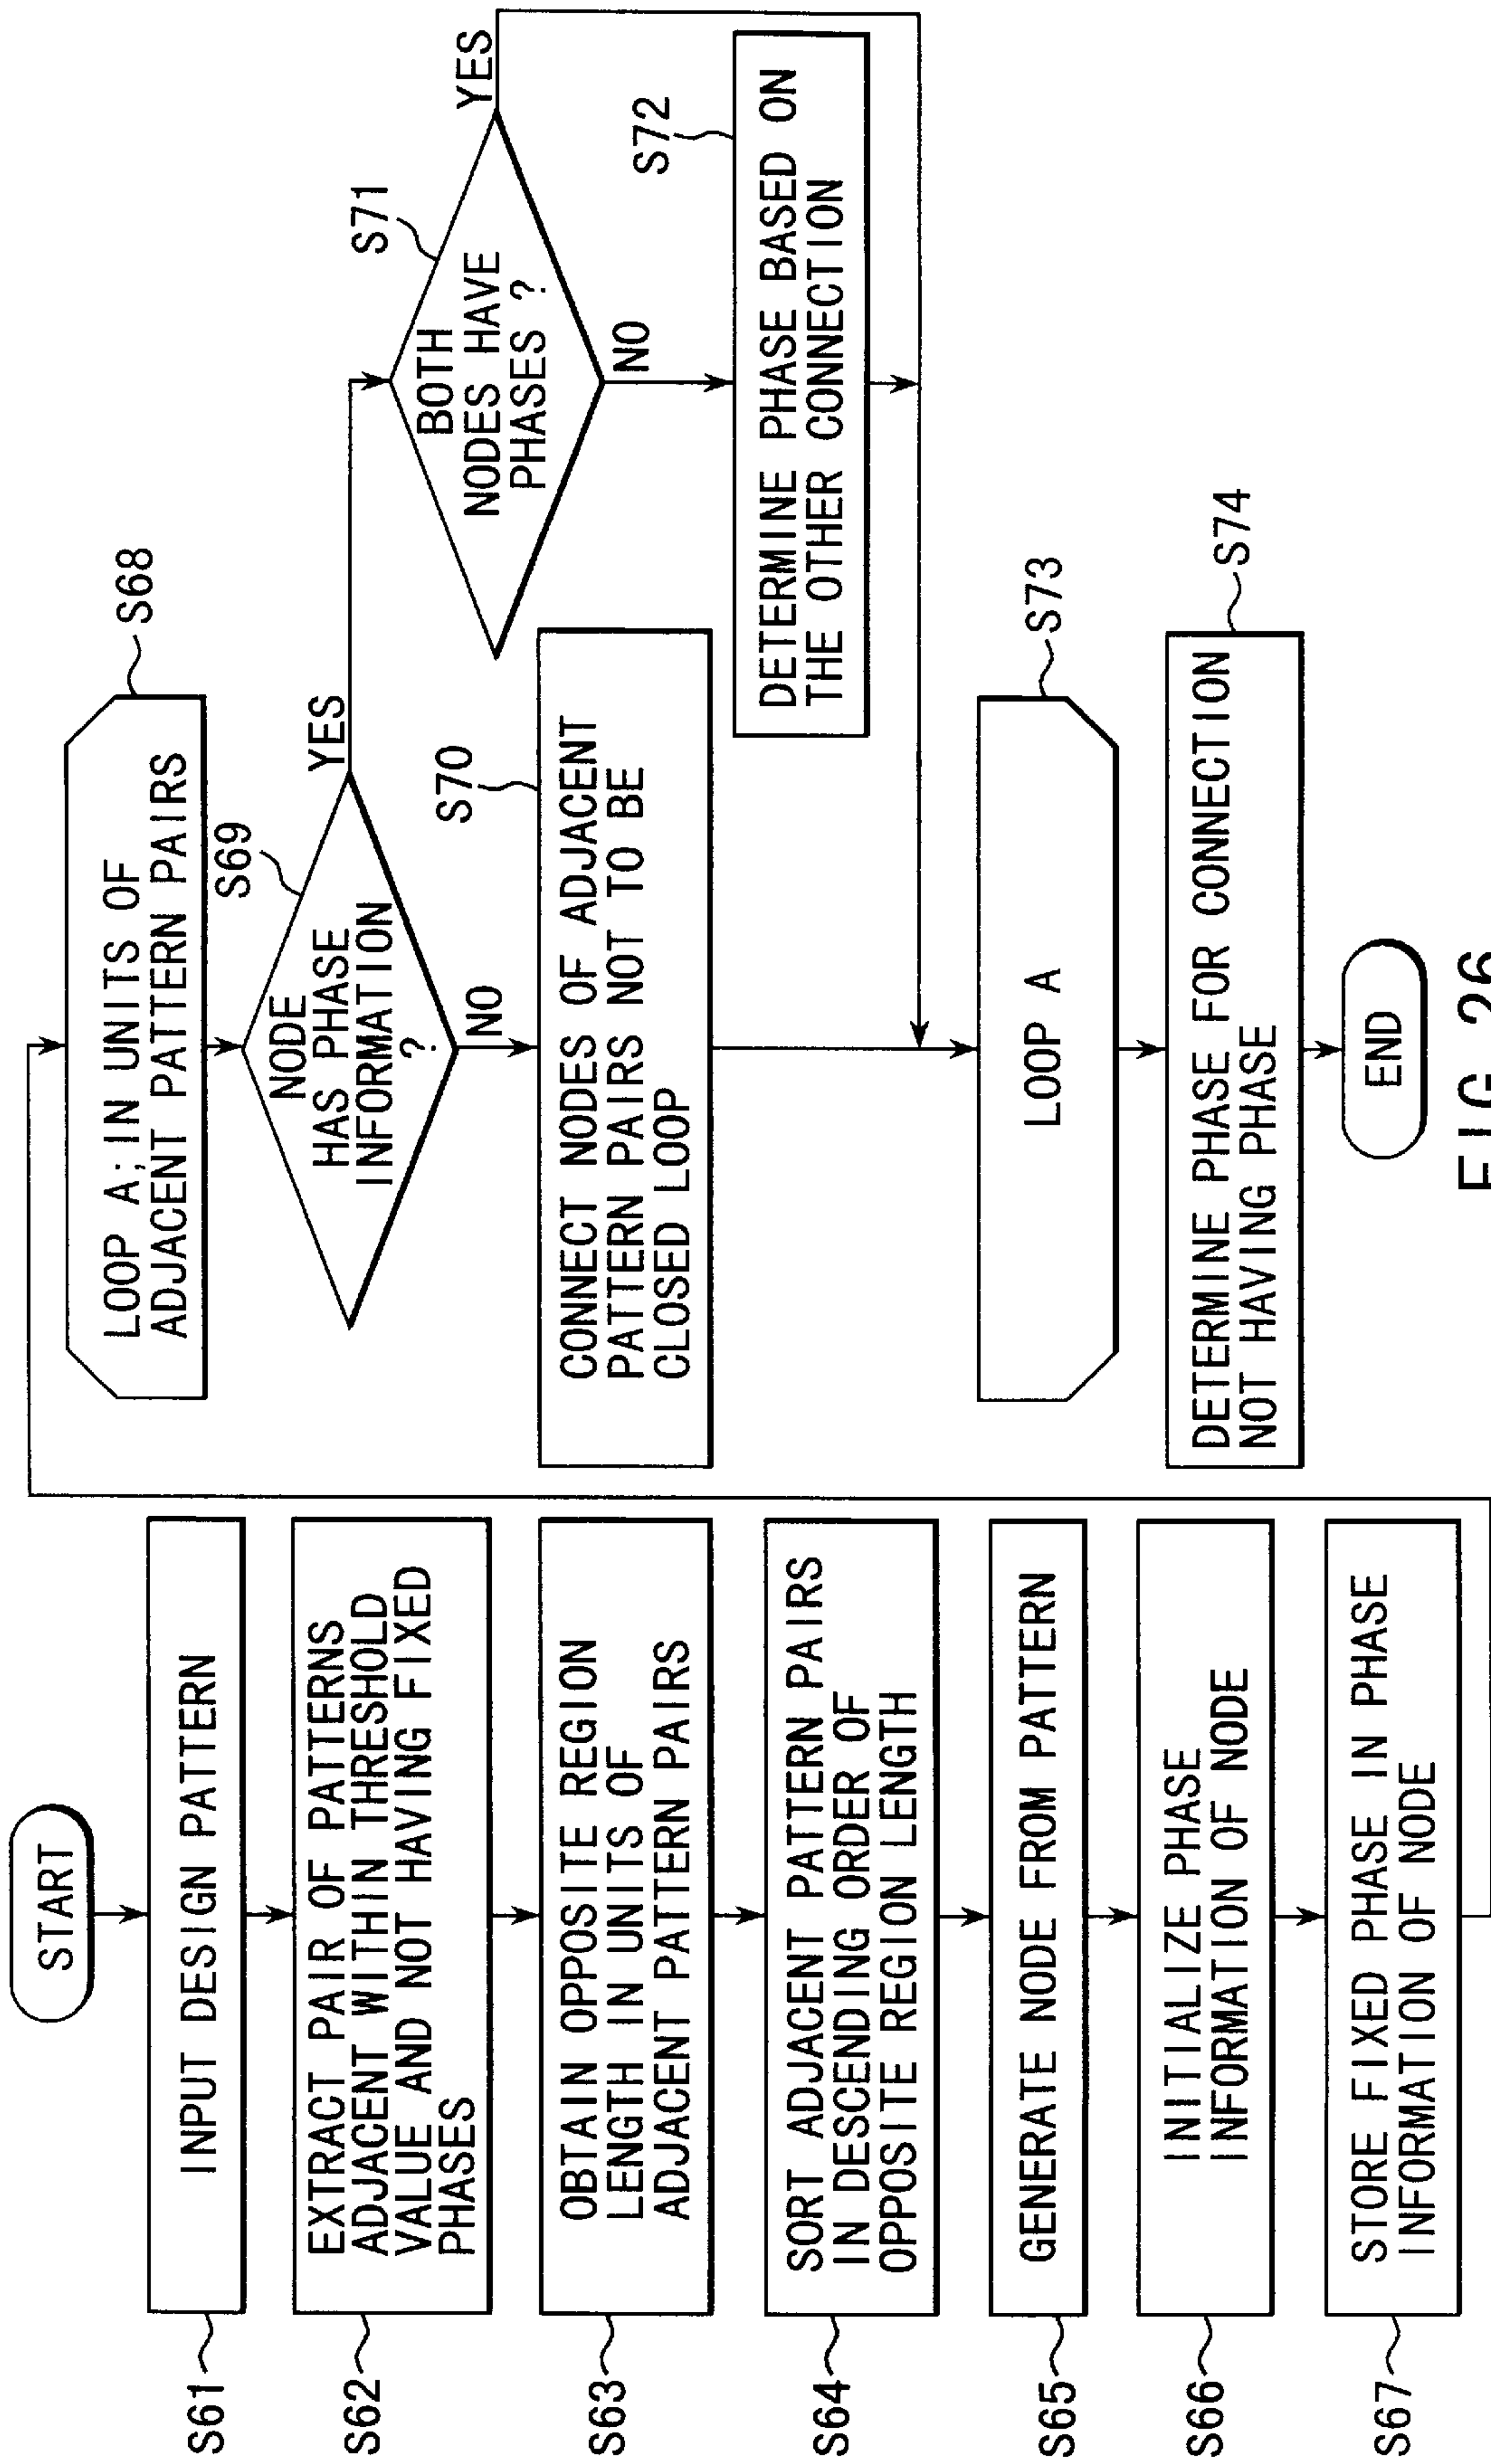 START
S61
INPUT DESIGN PATTERN
S62
EXTRACT PAIR OF PATTERNS
ADJACENT WITHIN THRESHOLD
VALUE AND NOT HAVING FIXED
PHASES
S63
OBTAIN OPPOSITE REGION
LENGTH IN UNITS OF
ADJACENT PATTERN PAIRS
S64
SORT ADJACENT PATTERN PAIRS
IN DESCENDING ORDER OF
OPPOSITE REGION LENGTH
S65
GENERATE NODE FROM PATTERN
S66
INITIALIZE PHASE
INFORMATION OF NODE
S67
STORE FIXED PHASE IN PHASE
INFORMATION OF NODE
S68
LOOP A; IN UNITS OF
ADJACENT PATTERN PAIRS
S69
NODE
HAS PHASE
INFORMATION
?
YES
NO
S70
CONNECT NODES OF ADJACENT
PATTERN PAIRS NOT TO BE
CLOSED LOOP
S71
BOTH
NODES HAVE
PHASES ?
YES
NO
S72
DETERMINE PHASE BASED ON
THE OTHER CONNECTION
S73
LOOP A
S74
DETERMINE PHASE FOR CONNECTION
NOT HAVING PHASE
END
FIG. 26